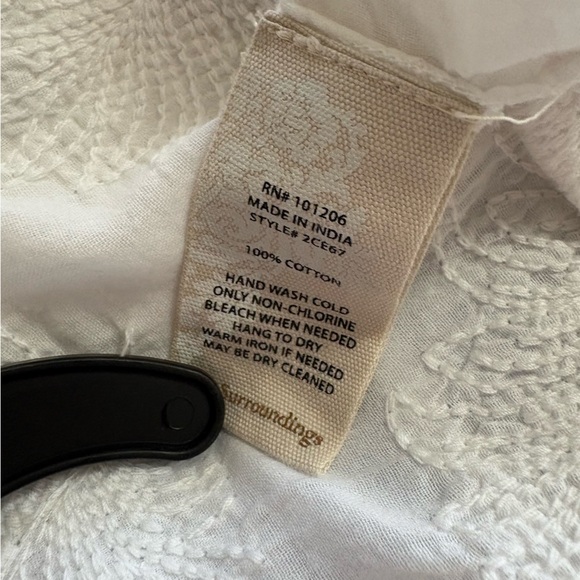 RN# 101206
MADE IN INDIA
STYLE# 2CE67
100% COTTON
HAND WASH COLD
ONLY NON-CHLORINE
BLEACH WHEN NEEDED
HANG TO DRY
WARM IRON IF NEEDED
MAY BE DRY CLEANED
Surroundings